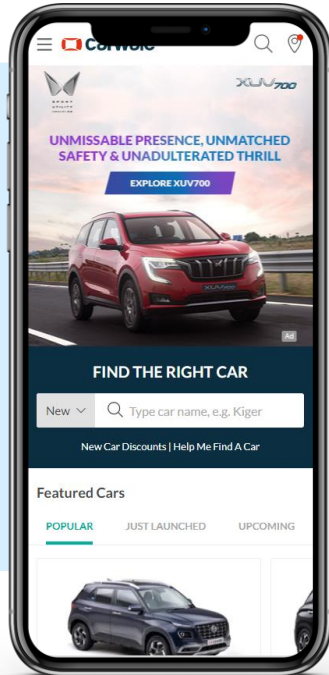 XUV700
UNMISSABLE PRESENCE, UNMATCHED
SAFETY & UNADULTERATED THRILL
EXPLORE XUV700
XUV700
Ad
FIND THE RIGHT CAR
New
Type car name, e.g. Kiger
New Car Discounts | Help Me Find A Car
Featured Cars
POPULAR
JUST LAUNCHED
UPCOMING